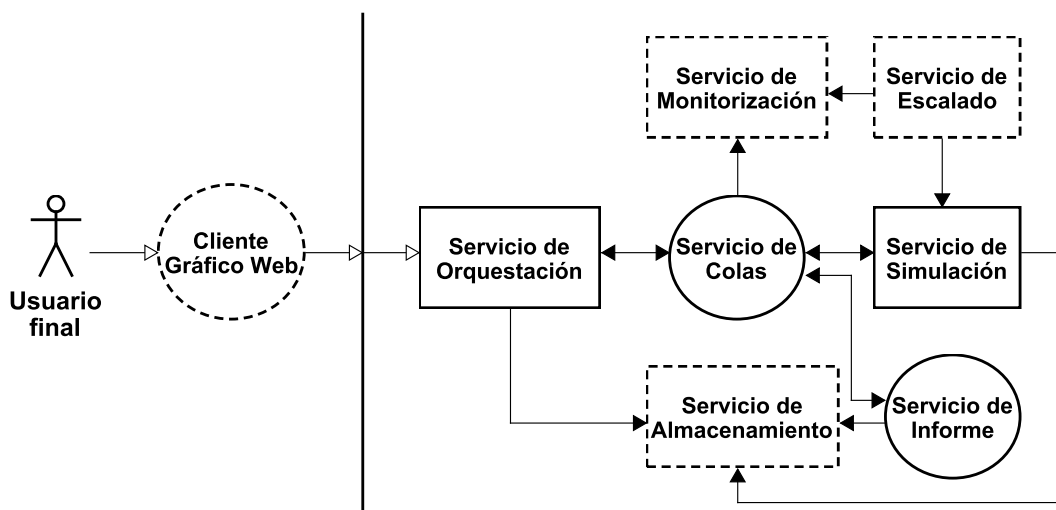 Servicio de
Monitorización
Servicio de
Escalado
Usuario
final
Cliente
Gráfico Web
Servicio de
Orquestación
Servicio de
Colas
Servicio de
Simulación
Servicio de
Almacenamiento
Servicio de
Informe